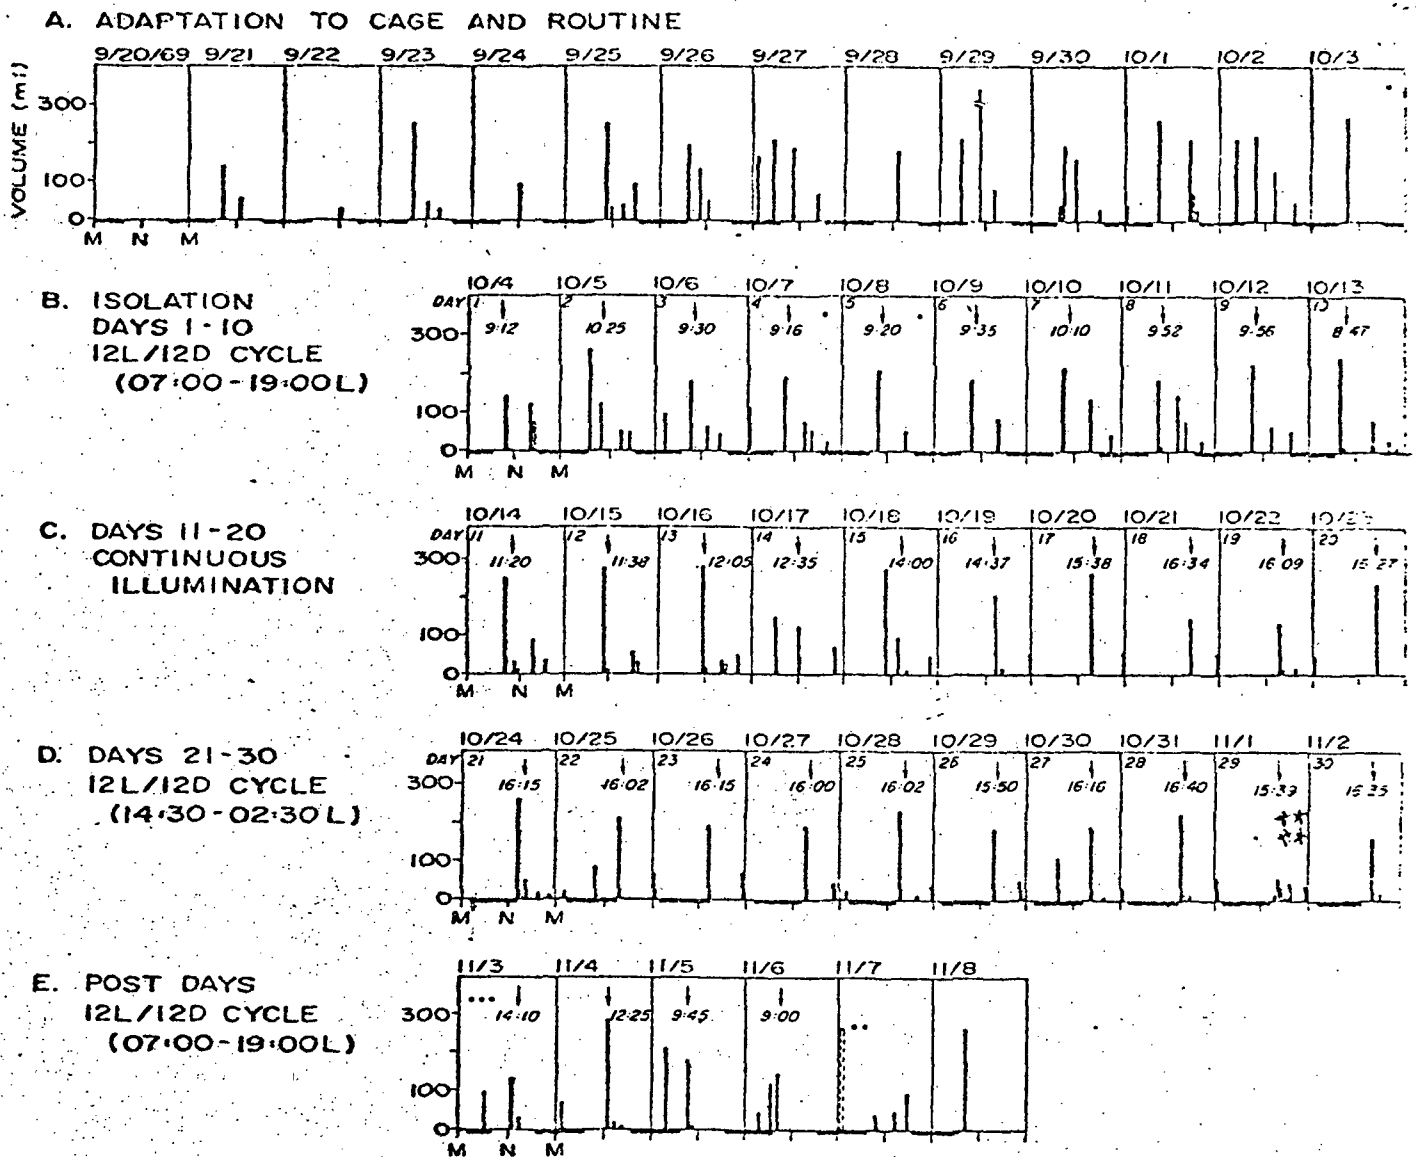 A. ADAPTATION TO CAGE AND ROUTINE
9/20/69 9/21 9/22 9/23 9/24 9/25 9/26 9/27 9/28 9/29 9/30 10/1 10/2 10/3
VOLUME (ml)
300
100
0
M N M
B. ISOLATION
DAYS 1-10
12L/12D CYCLE
(07:00-19:00L)
10/4 10/5 10/6 10/7 10/8 10/9 10/10 10/11 10/12 10/13
DAY 1 2 3 4 5 6 7 8 9 10
9:12 10:25 9:30 9:16 9:20 9:35 10:10 9:52 9:56 8:47
300
100
0
M N M
C. DAYS 11-20
CONTINUOUS
ILLUMINATION
10/14 10/15 10/16 10/17 10/18 10/19 10/20 10/21 10/22 10/23
DAY 11 12 13 14 15 16 17 18 19 20
11:20 11:38 12:05 12:35 14:00 14:37 15:38 16:34 16:09 15:27
300
100
0
M N M
D. DAYS 21-30
12L/12D CYCLE
(14:30-02:30L)
10/24 10/25 10/26 10/27 10/28 10/29 10/30 10/31 11/1 11/2
DAY 21 22 23 24 25 26 27 28 29 30
16:15 16:02 16:15 16:00 16:02 15:50 16:16 16:40 15:39
300
100
0
M N M
E. POST DAYS
12L/12D CYCLE
(07:00-19:00L)
11/3 11/4 11/5 11/6 11/7 11/8
14:10 12:25 9:45 9:00
300
100
0
M N M